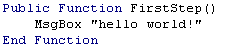 Public Function FirstStep()
    MsgBox "hello world!"
End Function